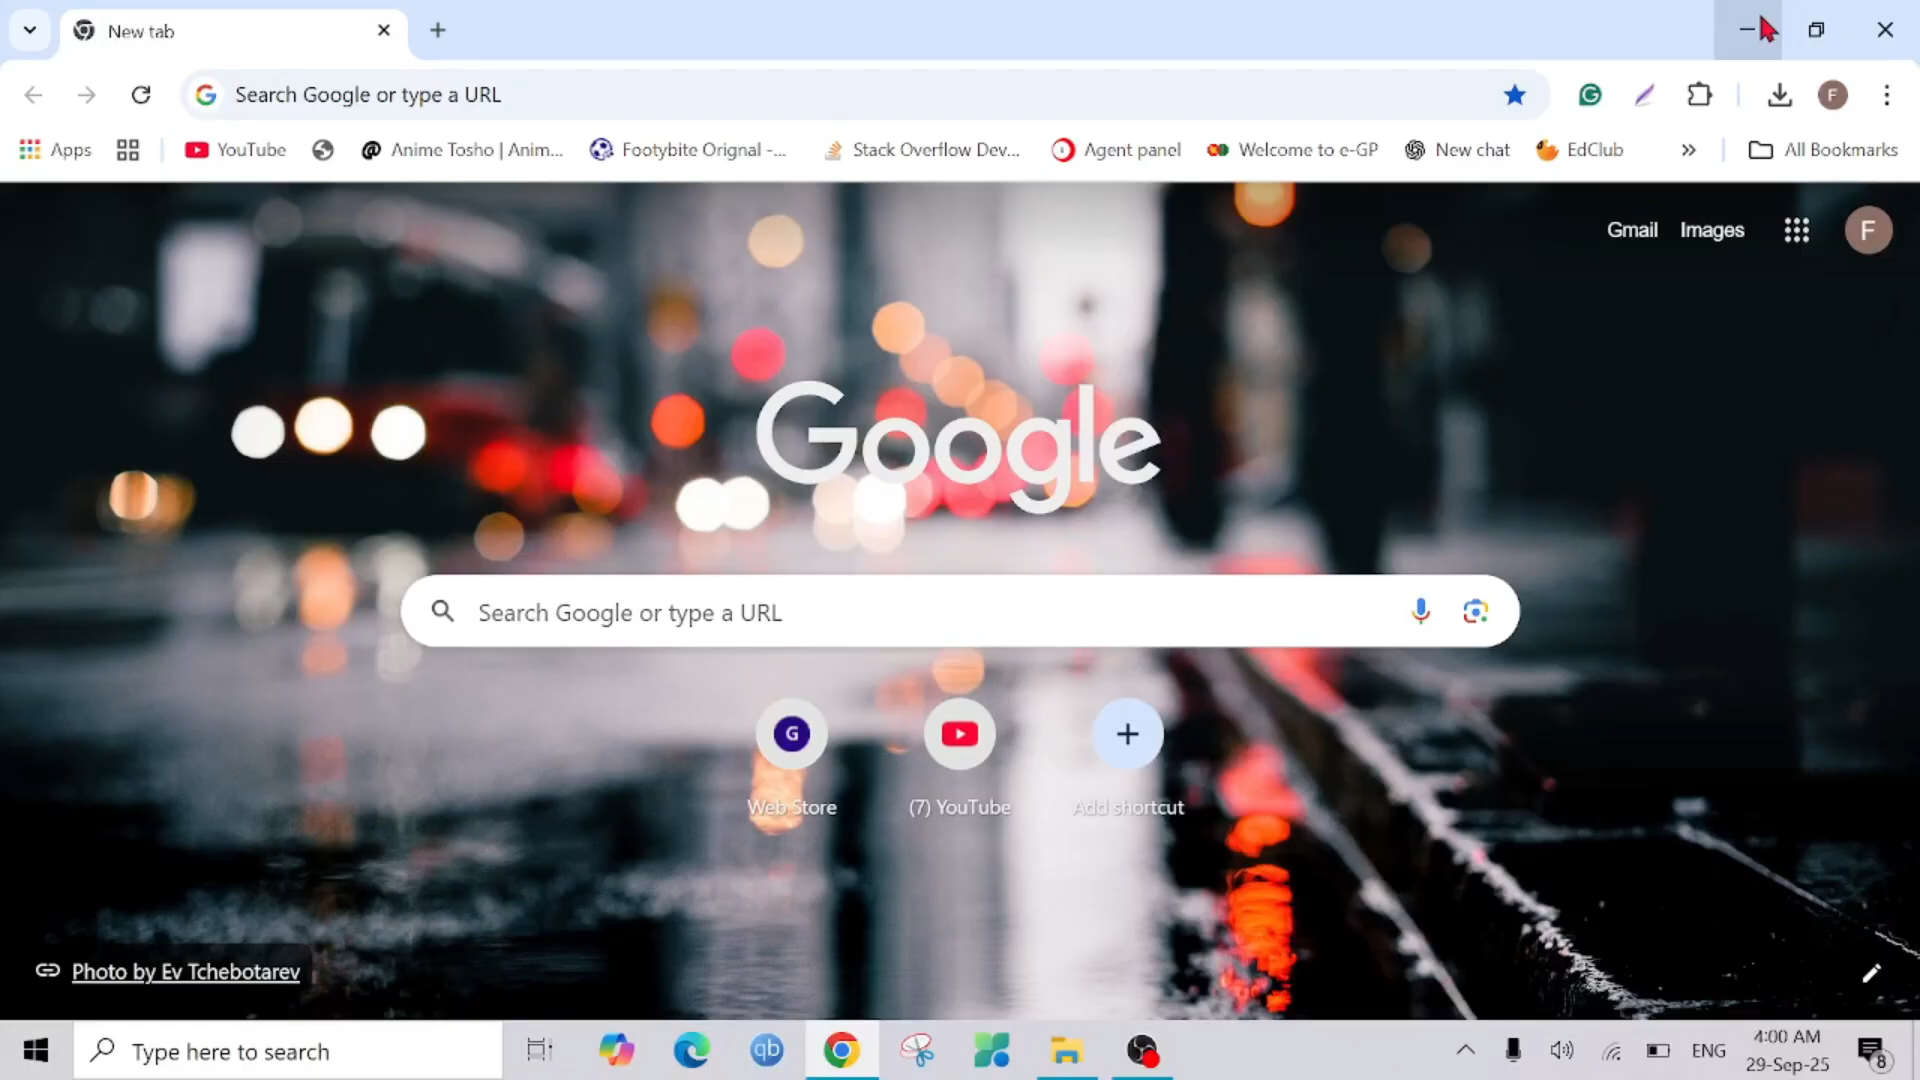 New tab
Search Google or type a URL
Apps
YouTube
Anime Tosho | Anim...
Footybite Orignal -...
Stack Overflow Dev...
Agent panel
Welcome to e-GP
New chat
EdClub
All Bookmarks
F
Gmail
Images
F
Google
Search Google or type a URL
G
Web Store
(7) YouTube
Add shortcut
Photo by Ev Tchebotarev
Type here to search
qb
ENG
4:00 AM
29-Sep-25
8